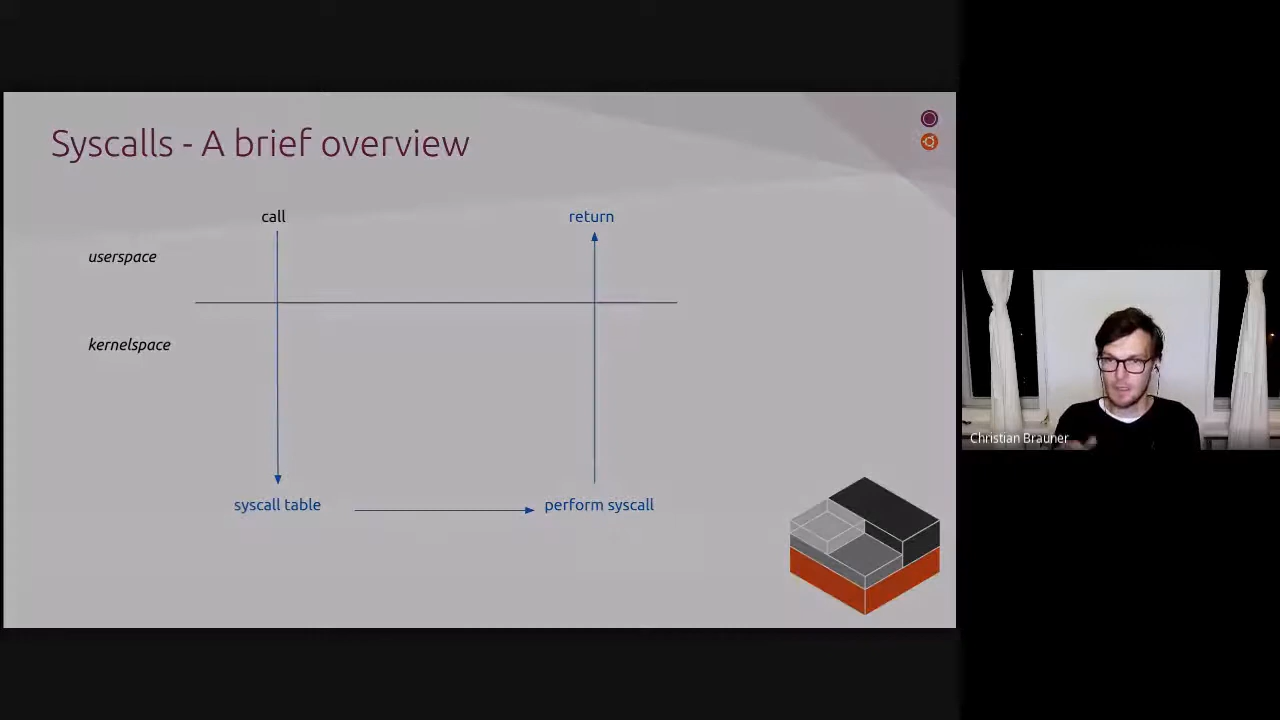 Syscalls - A brief overview
call
return
userspace
kernelspace
syscall table
perform syscall
Christian Brauner